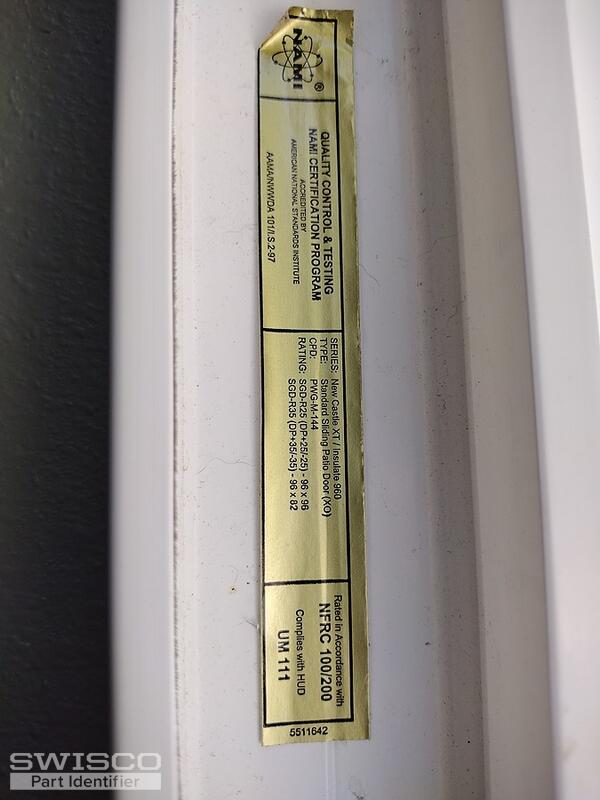 NAMI ®
QUALITY CONTROL & TESTING
NAMI CERTIFICATION PROGRAM
ACCREDITED BY
AMERICAN NATIONAL STANDARDS INSTITUTE
AAMA/NWWDA 101/I.S.2-97
SERIES: New Castle XT / Insulate 960
TYPE: Standard Sliding Patio Door (XO)
CPD: PWG-M-144
RATING: SGD-R25 (DP+25/-25) - 96 x 96
SGD-R35 (DP+35/-35) - 96 x 82
Rated in Accordance with
NFRC 100/200
Complies with HUD
UM 111
5511642
SWISCO
Part Identifier